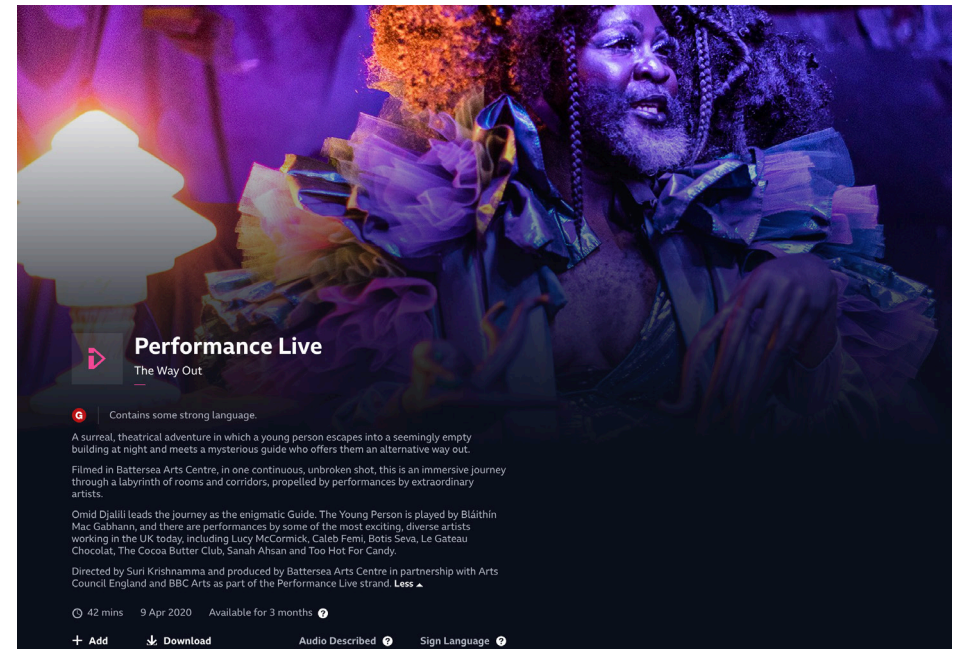 Performance Live
The Way Out
G
Contains some strong language.
A surreal, theatrical adventure in which a young person escapes into a seemingly empty
building at night and meets a mysterious guide who offers them an alternative way out.
Filmed in Battersea Arts Centre, in one continuous, unbroken shot, this is an immersive journey
through a labyrinth of rooms and corridors, propelled by performances by extraordinary
artists.
Omid Djalili leads the journey as the enigmatic Guide. The Young Person is played by Bláithín
Mac Gabhann, and there are performances by some of the most exciting, diverse artists
working in the UK today, including Lucy McCormick, Caleb Femi, Botis Seva, Le Gateau
Chocolat, The Cocoa Butter Club, Sanah Ahsan and Too Hot For Candy.
Directed by Suri Krishnamma and produced by Battersea Arts Centre in partnership with Arts
Council England and BBC Arts as part of the Performance Live strand. Less
42 mins 9 Apr 2020 Available for 3 months ?
+ Add Download Audio Described ? Sign Language ?